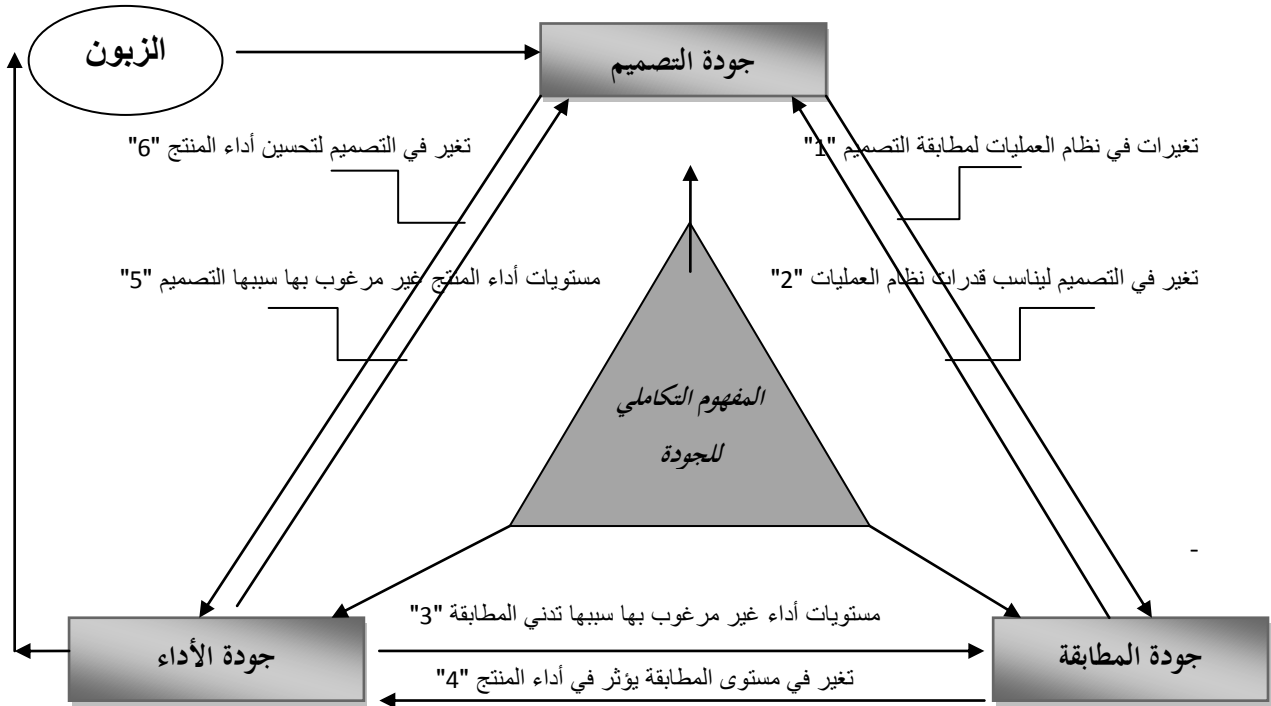 الزبون
جودة التصميم
تغيرات في نظام العمليات لمطابقة التصميم "1"
تغير في التصميم لتحسين أداء المنتج "6"
تغير في التصميم ليناسب قدرات نظام العمليات "2"
مستويات أداء المنتج غير مرغوب بها سببها التصميم "5"
المفهوم التكاملي
للجودة
-
مستويات أداء غير مرغوب بها سببها تدني المطابقة "3"
جودة المطابقة
جودة الأداء
تغير في مستوى المطابقة يؤثر في أداء المنتج "4"